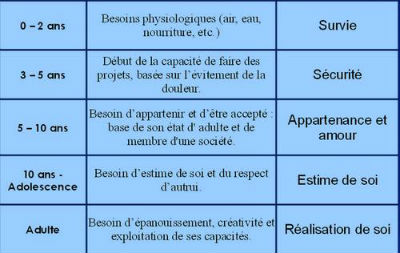 0 – 2 ans
Besoins physiologiques (air, eau,
nourriture, etc.)
Survie
3 – 5 ans
Début de la capacité de faire des
projets, basée sur l'évitement de la
douleur.
Sécurité
5 – 10 ans
Besoin d'appartenir et d'être accepté :
base de son état d' adulte et de
membre d'une société.
Appartenance et
amour
10 ans -
Adolescence
Besoin d'estime de soi et du respect
d'autrui.
Estime de soi
Adulte
Besoin d'épanouissement, créativité et
exploitation de ses capacités.
Réalisation de soi